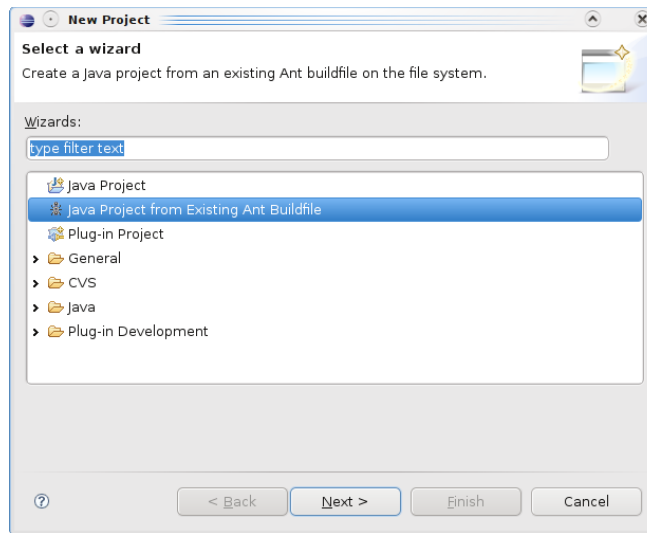 New Project
Select a wizard
Create a Java project from an existing Ant buildfile on the file system.
Wizards:
type filter text
Java Project
Java Project from Existing Ant Buildfile
Plug-in Project
General
CVS
Java
Plug-in Development
< Back Next > Finish Cancel